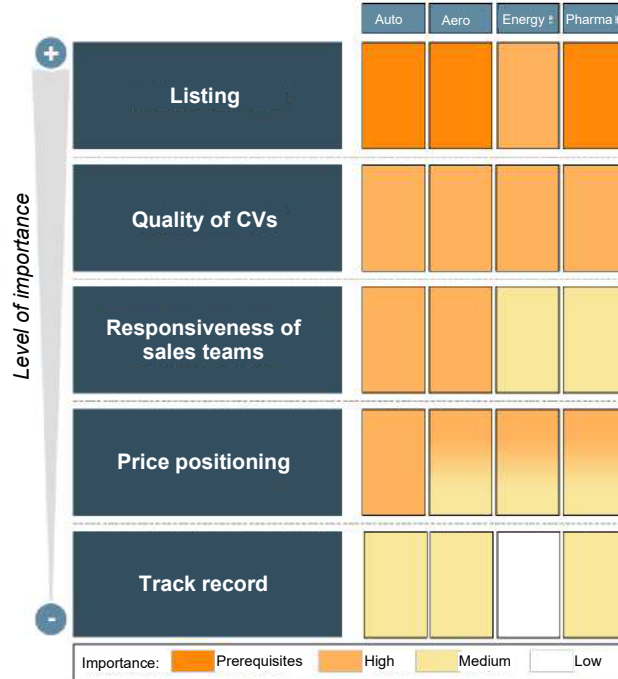 Auto Aero Energy Pharma
+
Listing
Quality of CVs
Level of importance
Responsiveness of
sales teams
Price positioning
Track record
-
Importance: Prerequisites High Medium Low